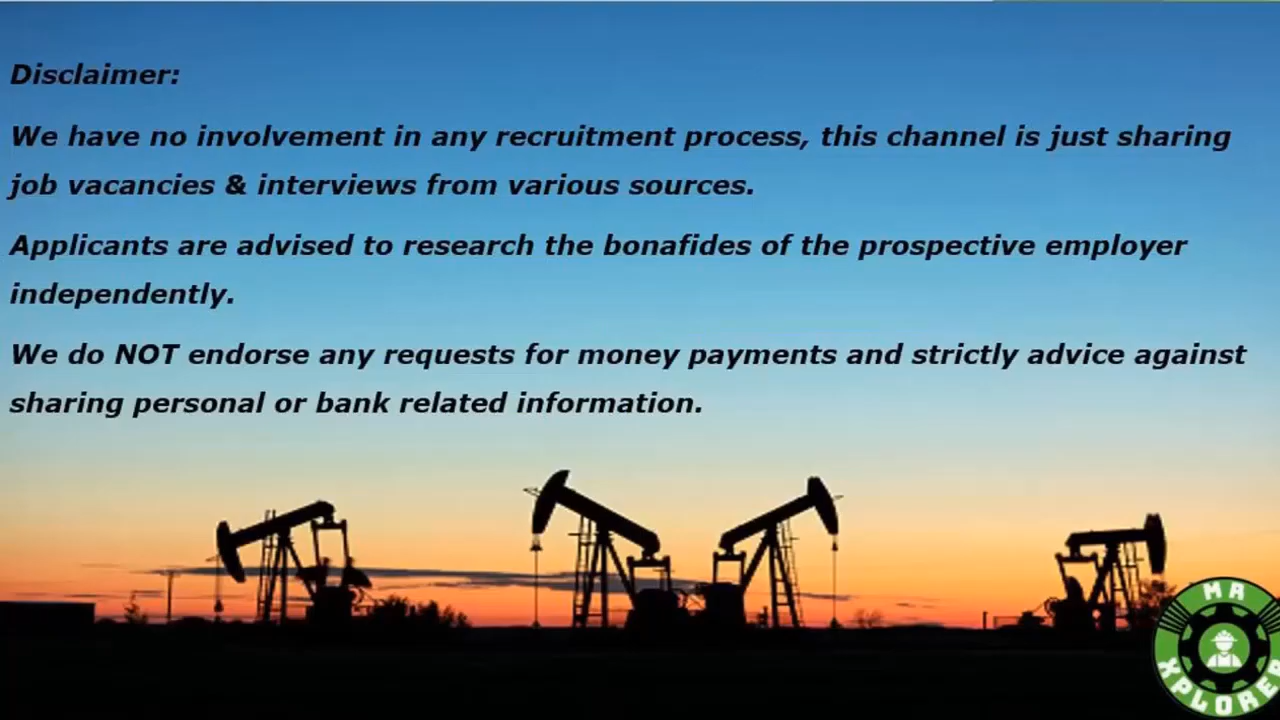 Disclaimer:
We have no involvement in any recruitment process, this channel is just sharing
job vacancies & interviews from various sources.
Applicants are advised to research the bonafides of the prospective employer
independently.
We do NOT endorse any requests for money payments and strictly advice against
sharing personal or bank related information.
MR
XPLORER